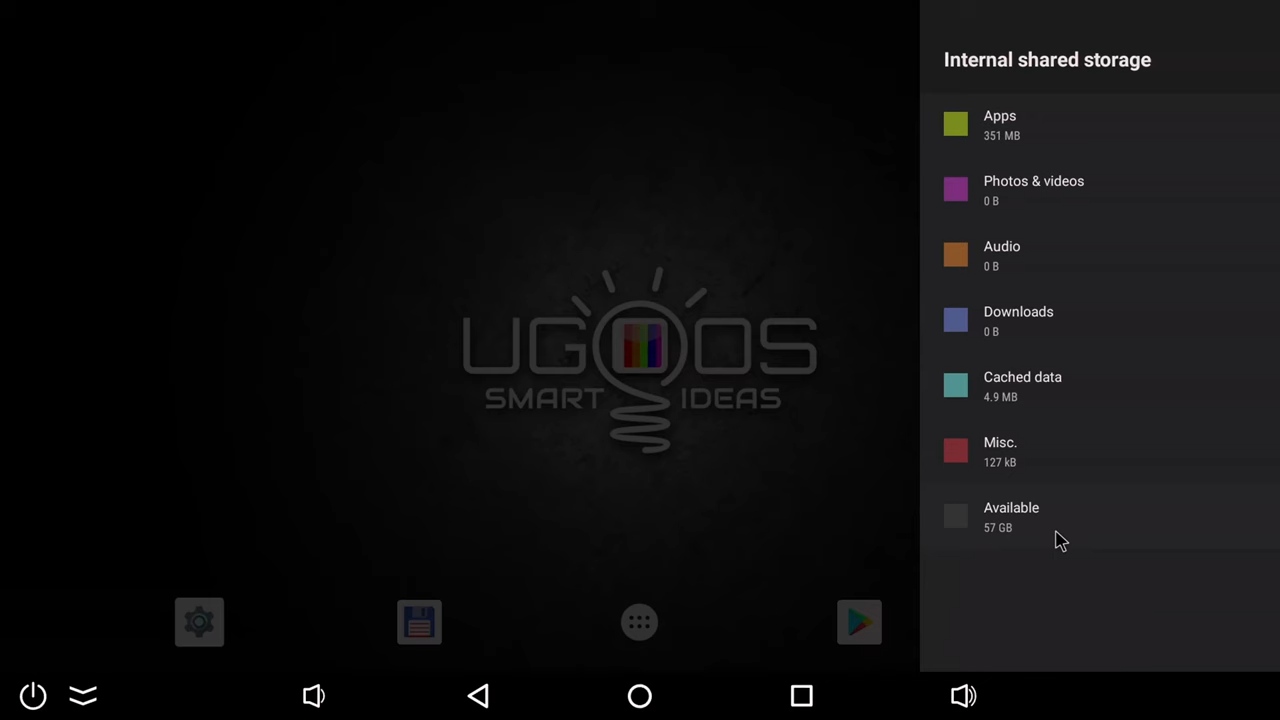 Internal shared storage
Apps
351 MB
Photos & videos
0 B
Audio
0 B
Downloads
0 B
Cached data
4.9 MB
Misc.
127 kB
Available
57 GB
UGOOS
SMART IDEAS